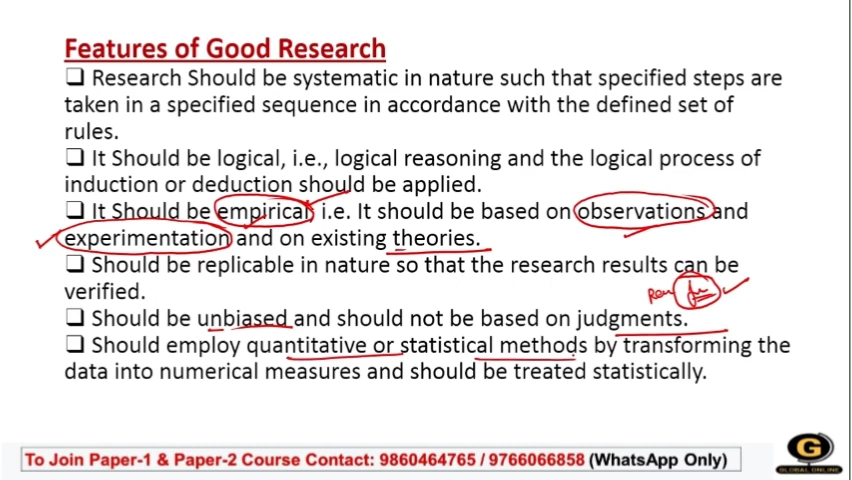 Features of Good Research
❑ Research Should be systematic in nature such that specified steps are
taken in a specified sequence in accordance with the defined set of
rules.
❑ It Should be logical, i.e., logical reasoning and the logical process of
induction or deduction should be applied.
❑ It Should be empirical, i.e. It should be based on observations and
experimentation and on existing theories.
❑ Should be replicable in nature so that the research results can be
verified.
❑ Should be unbiased and should not be based on judgments.
❑ Should employ quantitative or statistical methods by transforming the
data into numerical measures and should be treated statistically.
To Join Paper-1 & Paper-2 Course Contact: 9860464765 / 9766066858 (WhatsApp Only)
G
GLOBAL ONLINE